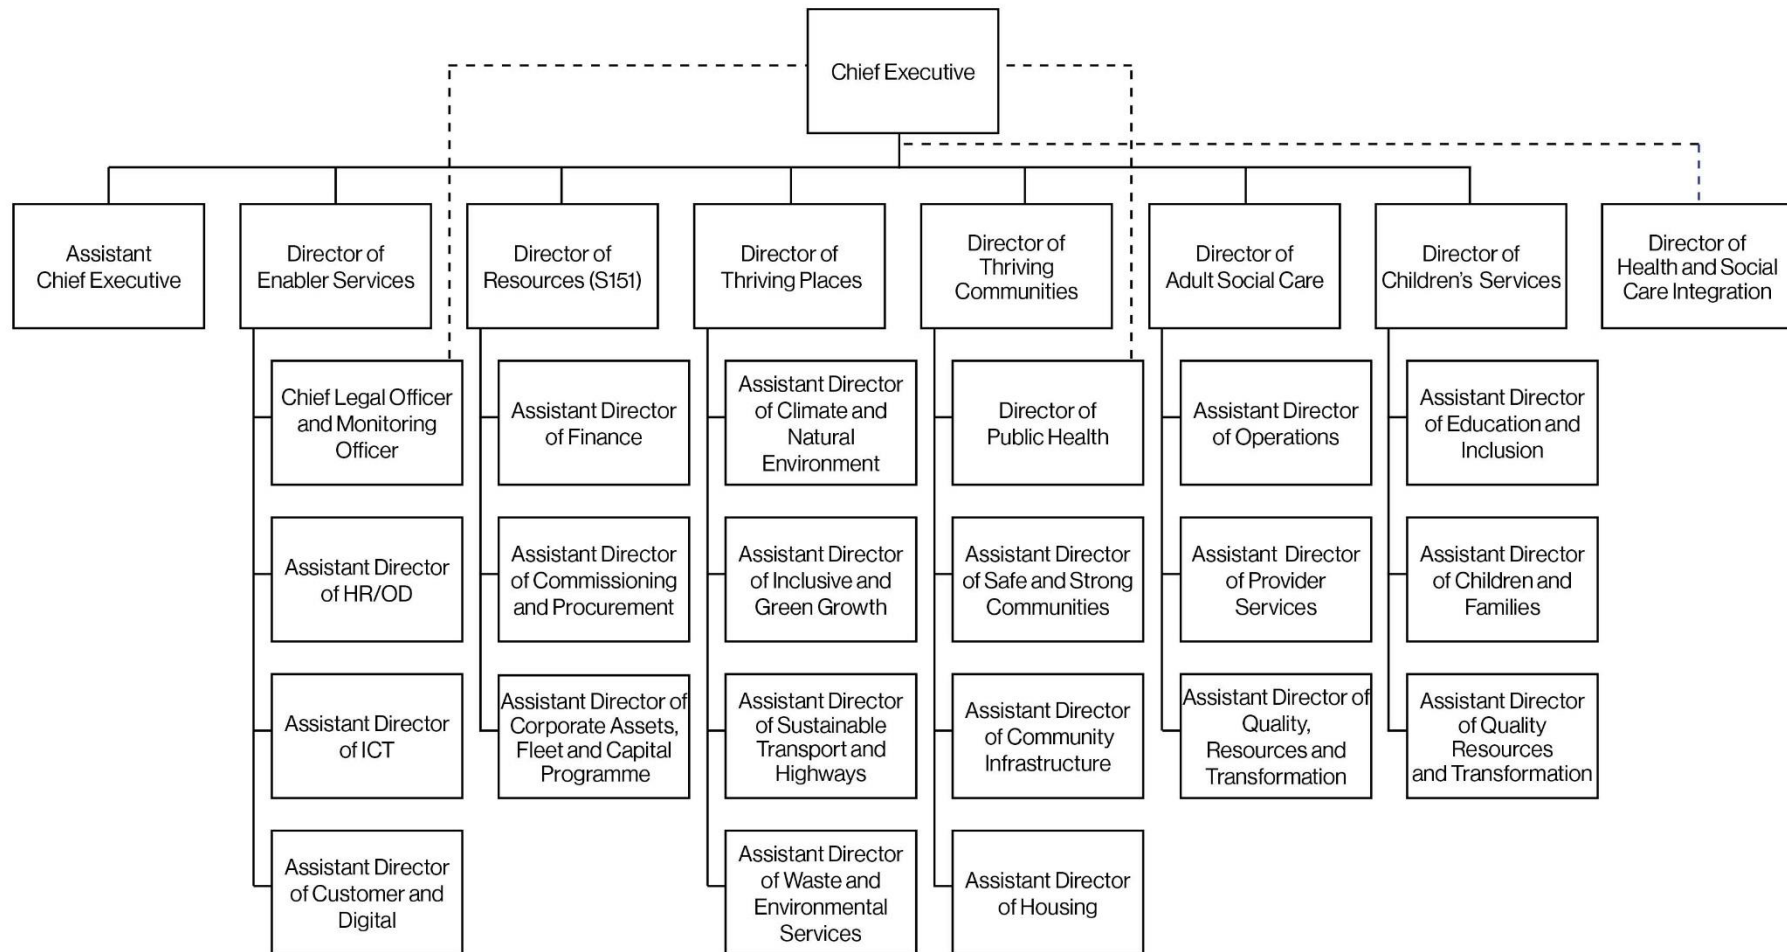 Chief Executive
Assistant
Chief Executive
Director of
Enabler Services
Director of
Resources (S151)
Director of
Thriving Places
Director of
Thriving
Communities
Director of
Adult Social Care
Director of
Children's Services
Director of
Health and Social
Care Integration
Chief Legal Officer
and Monitoring
Officer
Assistant Director
of Finance
Assistant Director
of Climate and
Natural
Environment
Director of
Public Health
Assistant Director
of Operations
Assistant Director
of Education and
Inclusion
Assistant Director
of HR/OD
Assistant Director
of Commissioning
and Procurement
Assistant Director
of Inclusive and
Green Growth
Assistant Director
of Safe and Strong
Communities
Assistant Director
of Provider
Services
Assistant Director
of Children and
Families
Assistant Director
of ICT
Assistant Director of
Corporate Assets,
Fleet and Capital
Programme
Assistant Director
of Sustainable
Transport and
Highways
Assistant Director
of Community
Infrastructure
Assistant Director of
Quality,
Resources and
Transformation
Assistant Director
of Quality
Resources
and Transformation
Assistant Director
of Customer and
Digital
Assistant Director
of Waste and
Environmental
Services
Assistant Director
of Housing